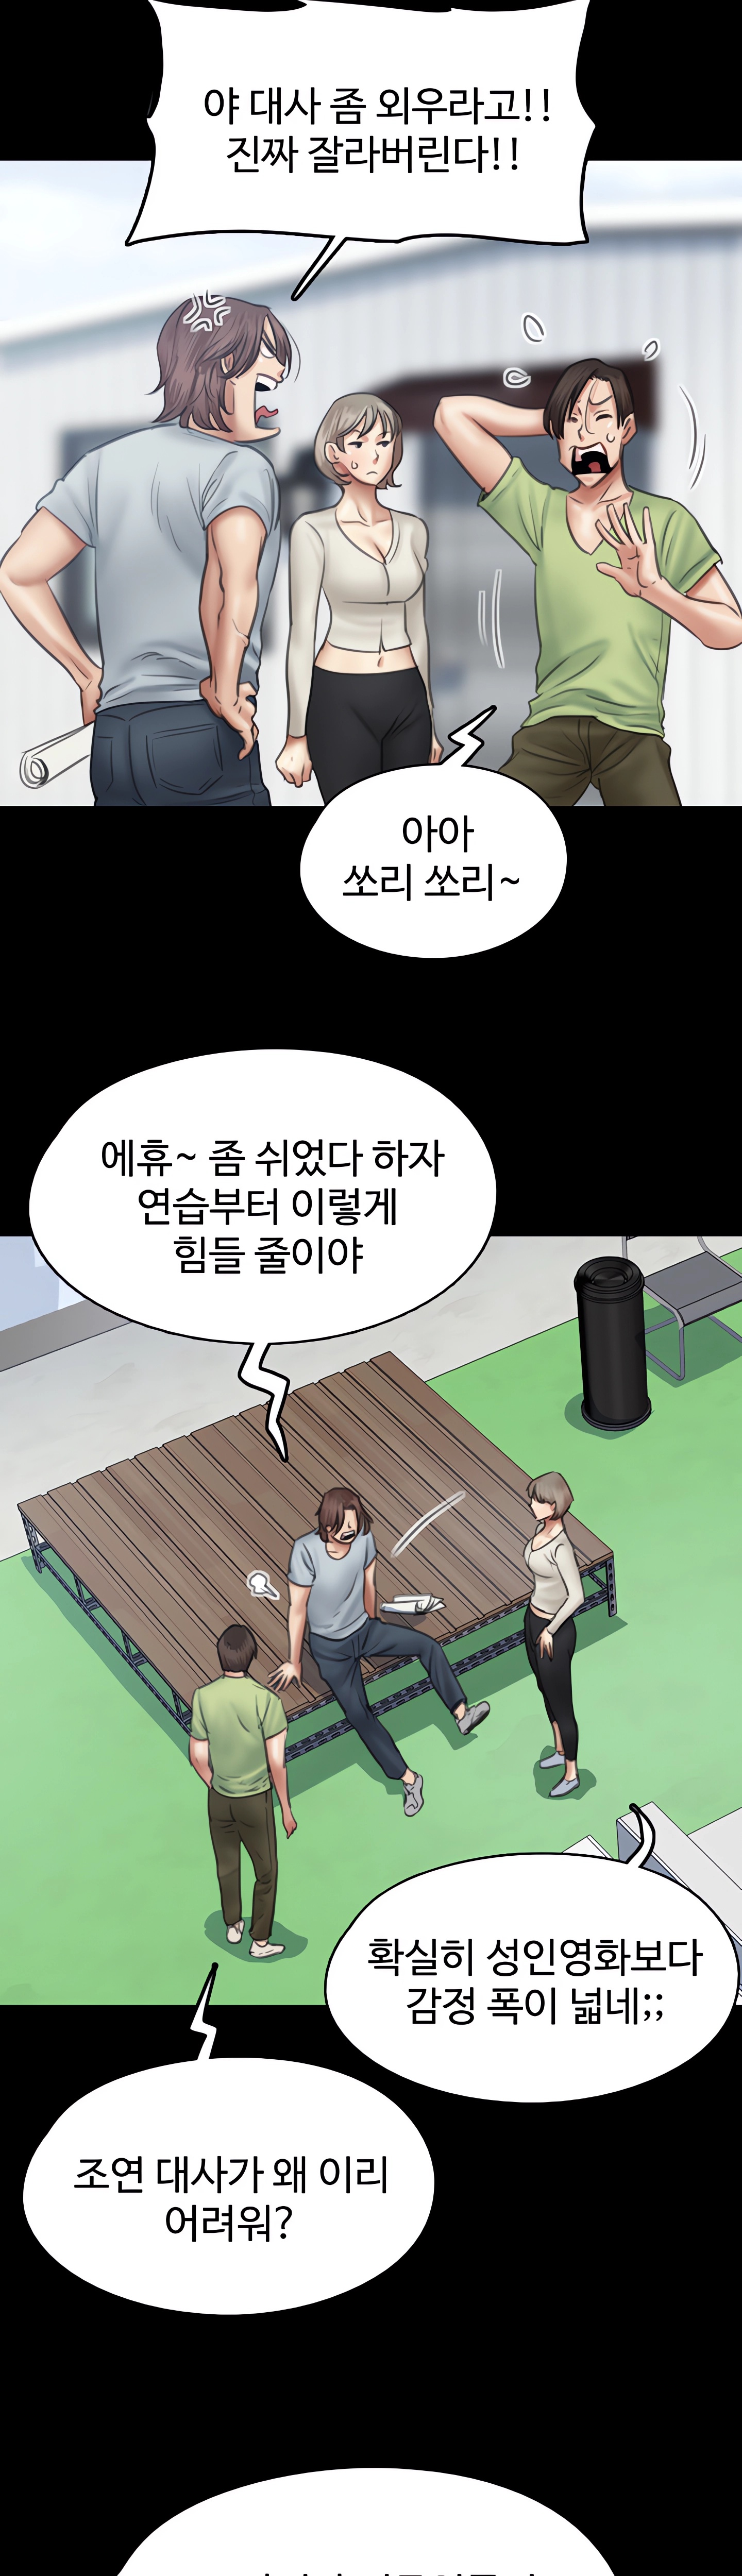 야 대사 좀 외우라고!!
진짜 잘라버린다!!
아아
쏘리 쏘리~
에휴~ 좀 쉬었다 하자
연습부터 이렇게
힘들 줄이야
확실히 성인영화보다
감정 폭이 넓네;;
조연 대사가 왜 이리
어려워?